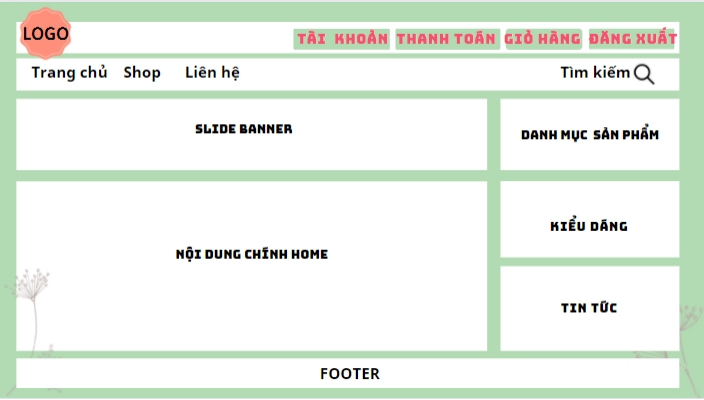 LOGO
TÀI KHOẢN THANH TOÁN GIỎ HÀNG ĐĂNG XUẤT
Trang chủ Shop Liên hệ Tìm kiếm
SLIDE BANNER
DANH MỤC SẢN PHẨM
NỘI DUNG CHÍNH HOME
KIỂU DÁNG
TIN TỨC
FOOTER